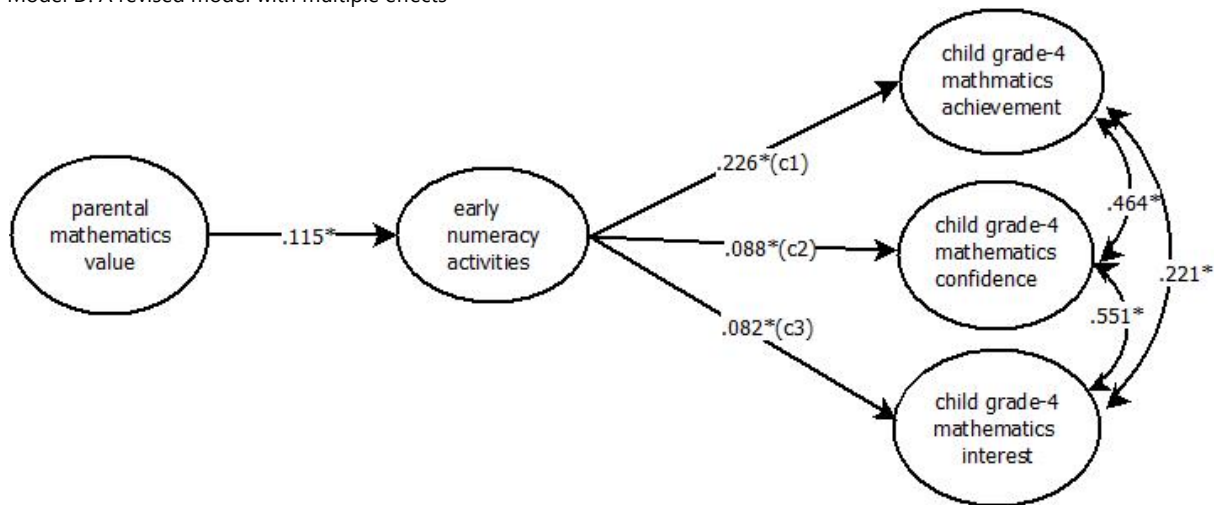 Model B: A revised model with multiple effects
child grade-4
mathmatics
achievement
.226*(c1)
.464*
parental
mathematics
value
.115*
early
numeracy
activities
.088*(c2)
child grade-4
mathematics
confidence
.221*
.551*
.082*(c3)
child grade-4
mathematics
interest